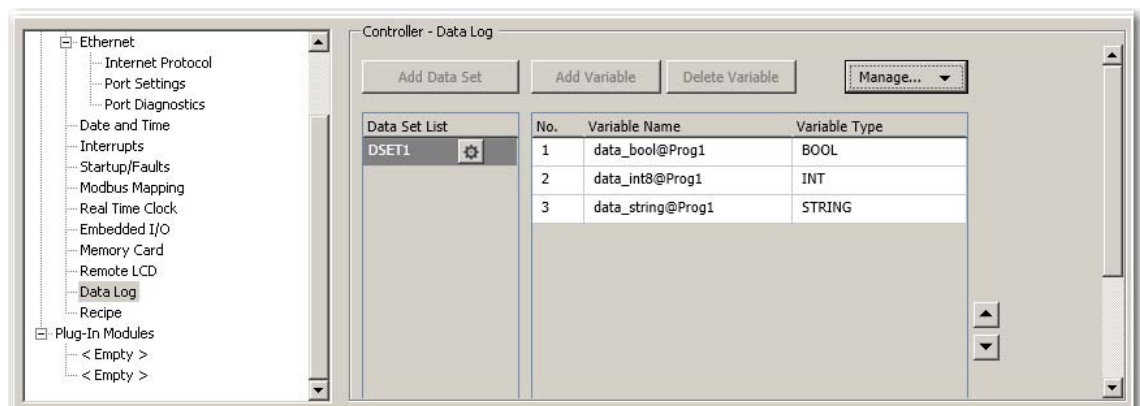 Ethernet
Internet Protocol
Port Settings
Port Diagnostics
Date and Time
Interrupts
Startup/Faults
Modbus Mapping
Real Time Clock
Embedded I/O
Memory Card
Remote LCD
Data Log
Recipe
Plug-In Modules
< Empty >
< Empty >
Controller - Data Log
Add Data Set Add Variable Delete Variable Manage...
Data Set List
DSET1
No. Variable Name Variable Type
1 data_bool@Prog1 BOOL
2 data_int8@Prog1 INT
3 data_string@Prog1 STRING